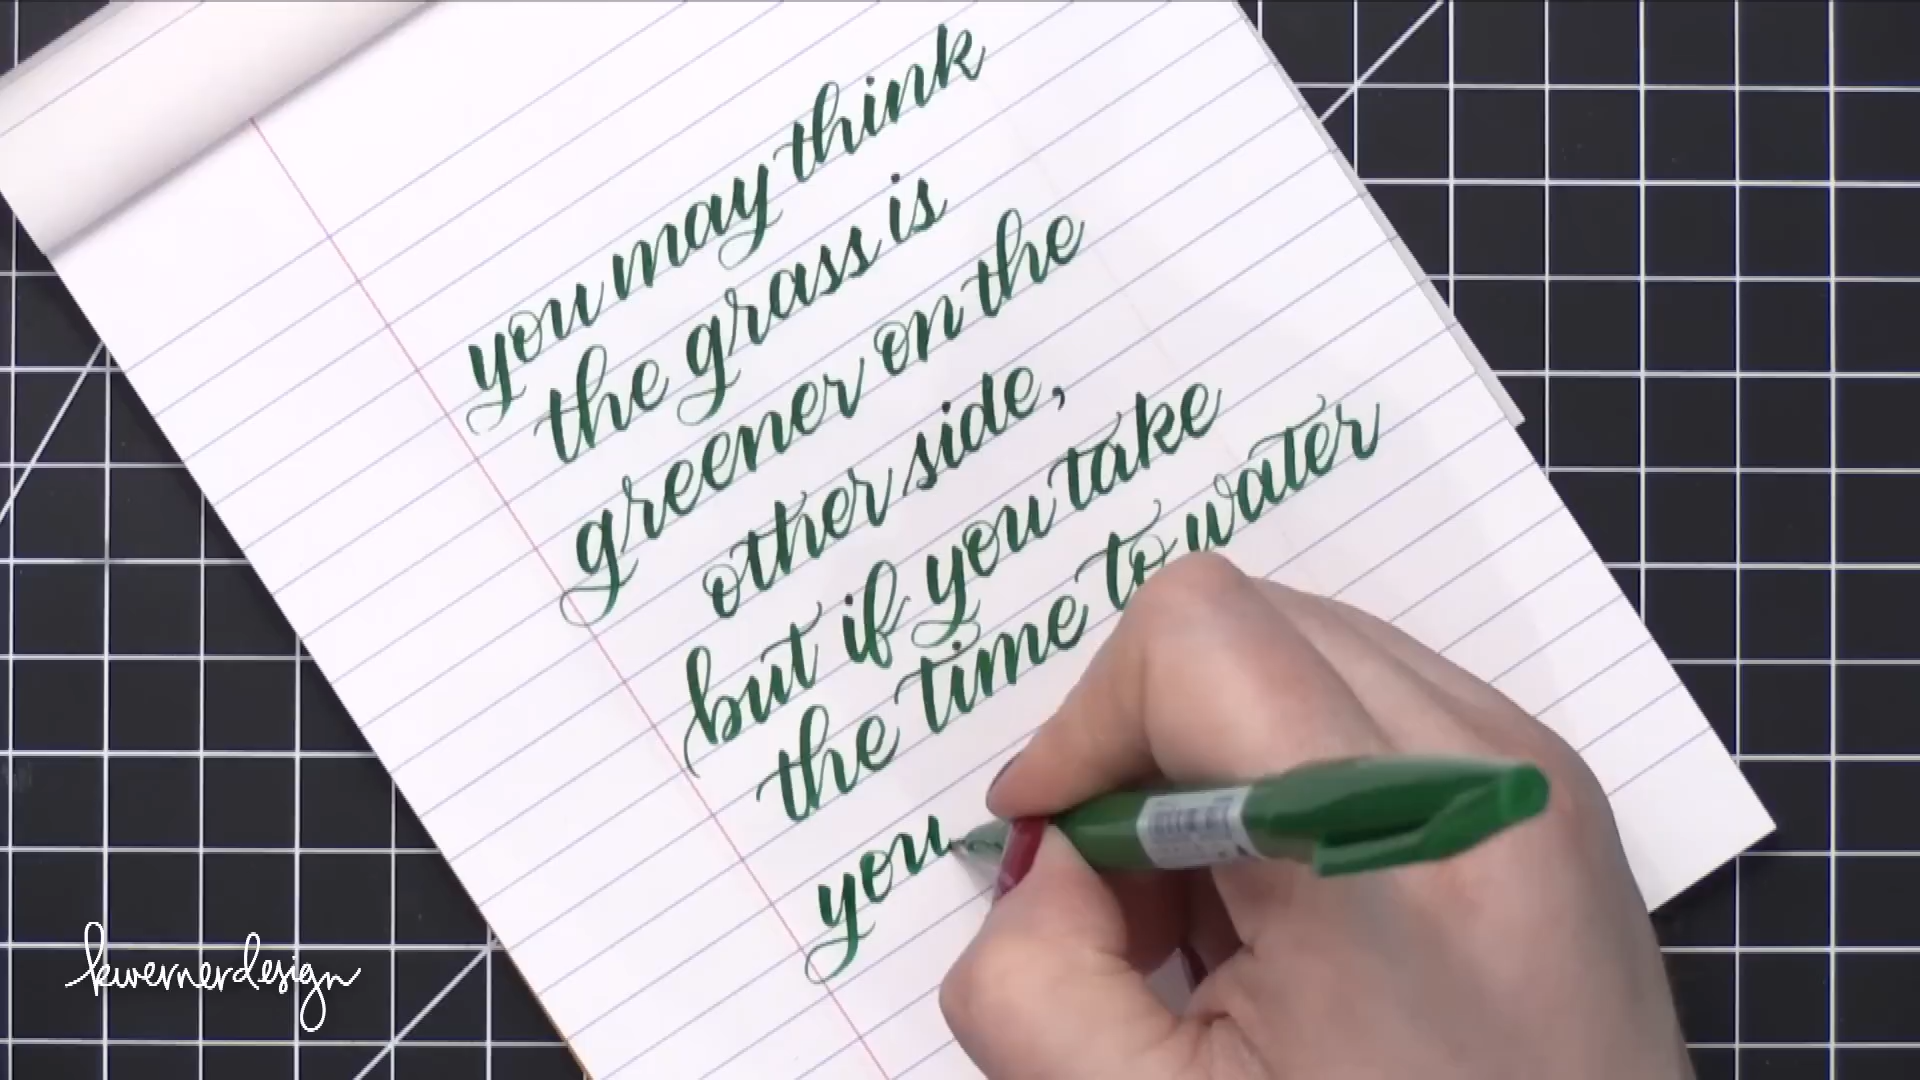 you may think
the grass is
greener on the
other side,
but if you take
the time to water
you
kwernerdesign